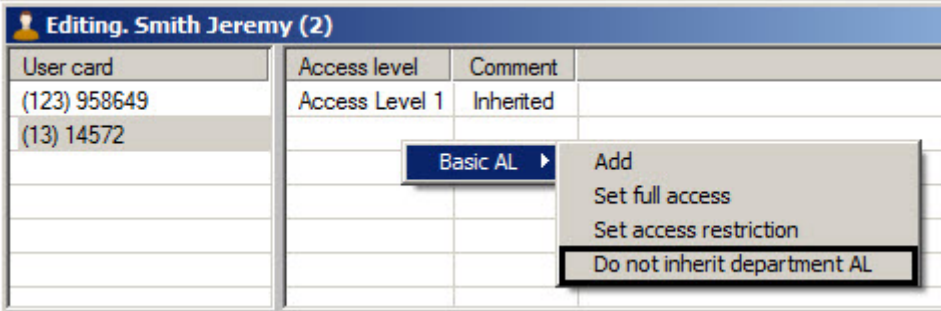 Editing. Smith Jeremy (2)
User card Access level Comment
(123) 958649 Access Level 1 Inherited
(13) 14572
Basic AL Add
Set full access
Set access restriction
Do not inherit department AL